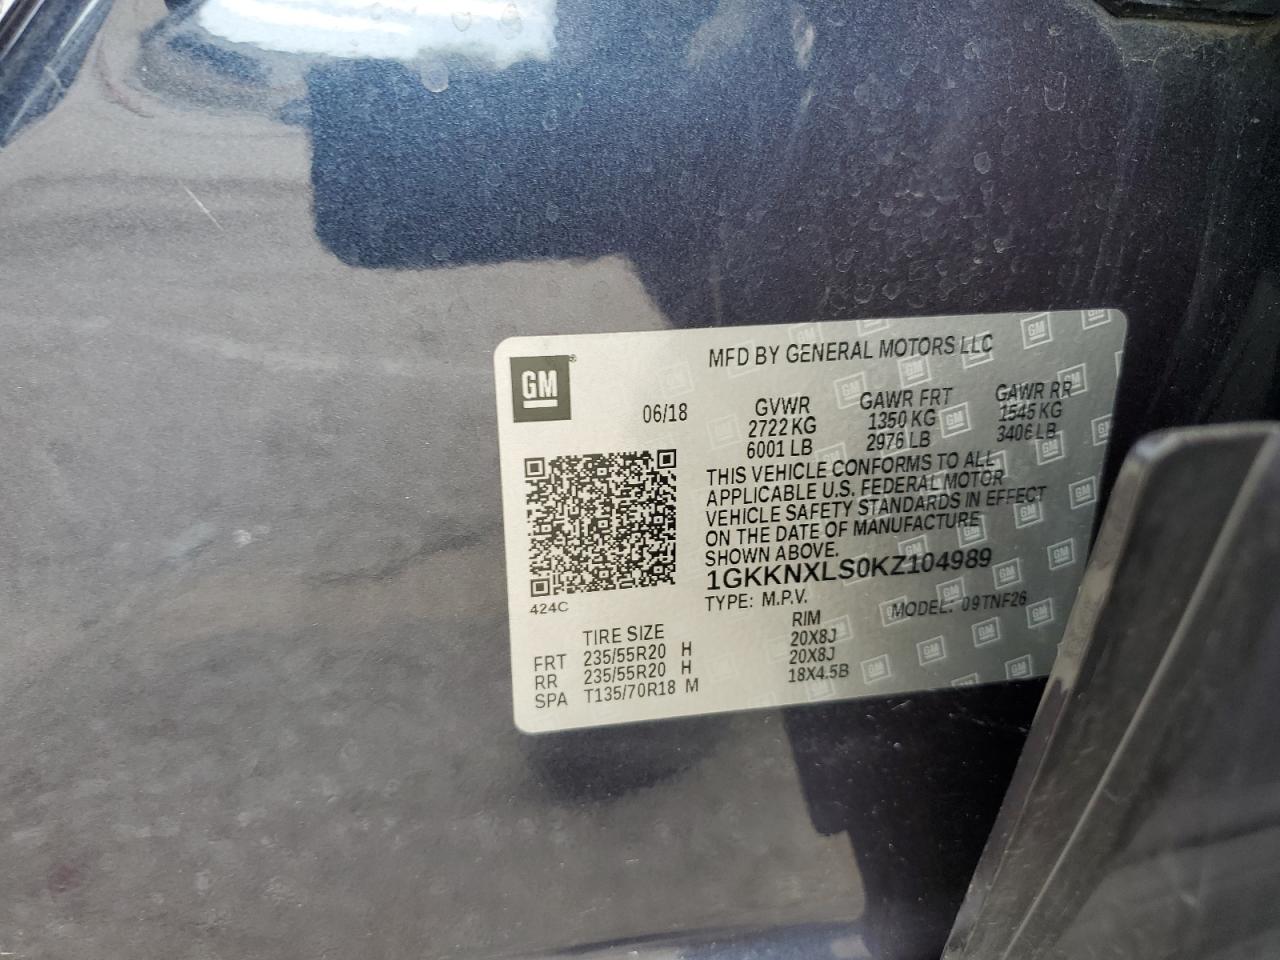 MFD BY GENERAL MOTORS LLC
GM
06/18
GVWR GAWR FRT GAWR RR
2722 KG 1350 KG 1545 KG
6001 LB 2976 LB 3406 LB
THIS VEHICLE CONFORMS TO ALL
APPLICABLE U.S. FEDERAL MOTOR
VEHICLE SAFETY STANDARDS IN EFFECT
ON THE DATE OF MANUFACTURE
SHOWN ABOVE.
1GKKNXLS0KZ104989
424C
TYPE: M.P.V. MODEL: 09TNF26
TIRE SIZE RIM
FRT 235/55R20 H 20X8J
RR 235/55R20 H 20X8J
SPA T135/70R18 M 18X4.5B